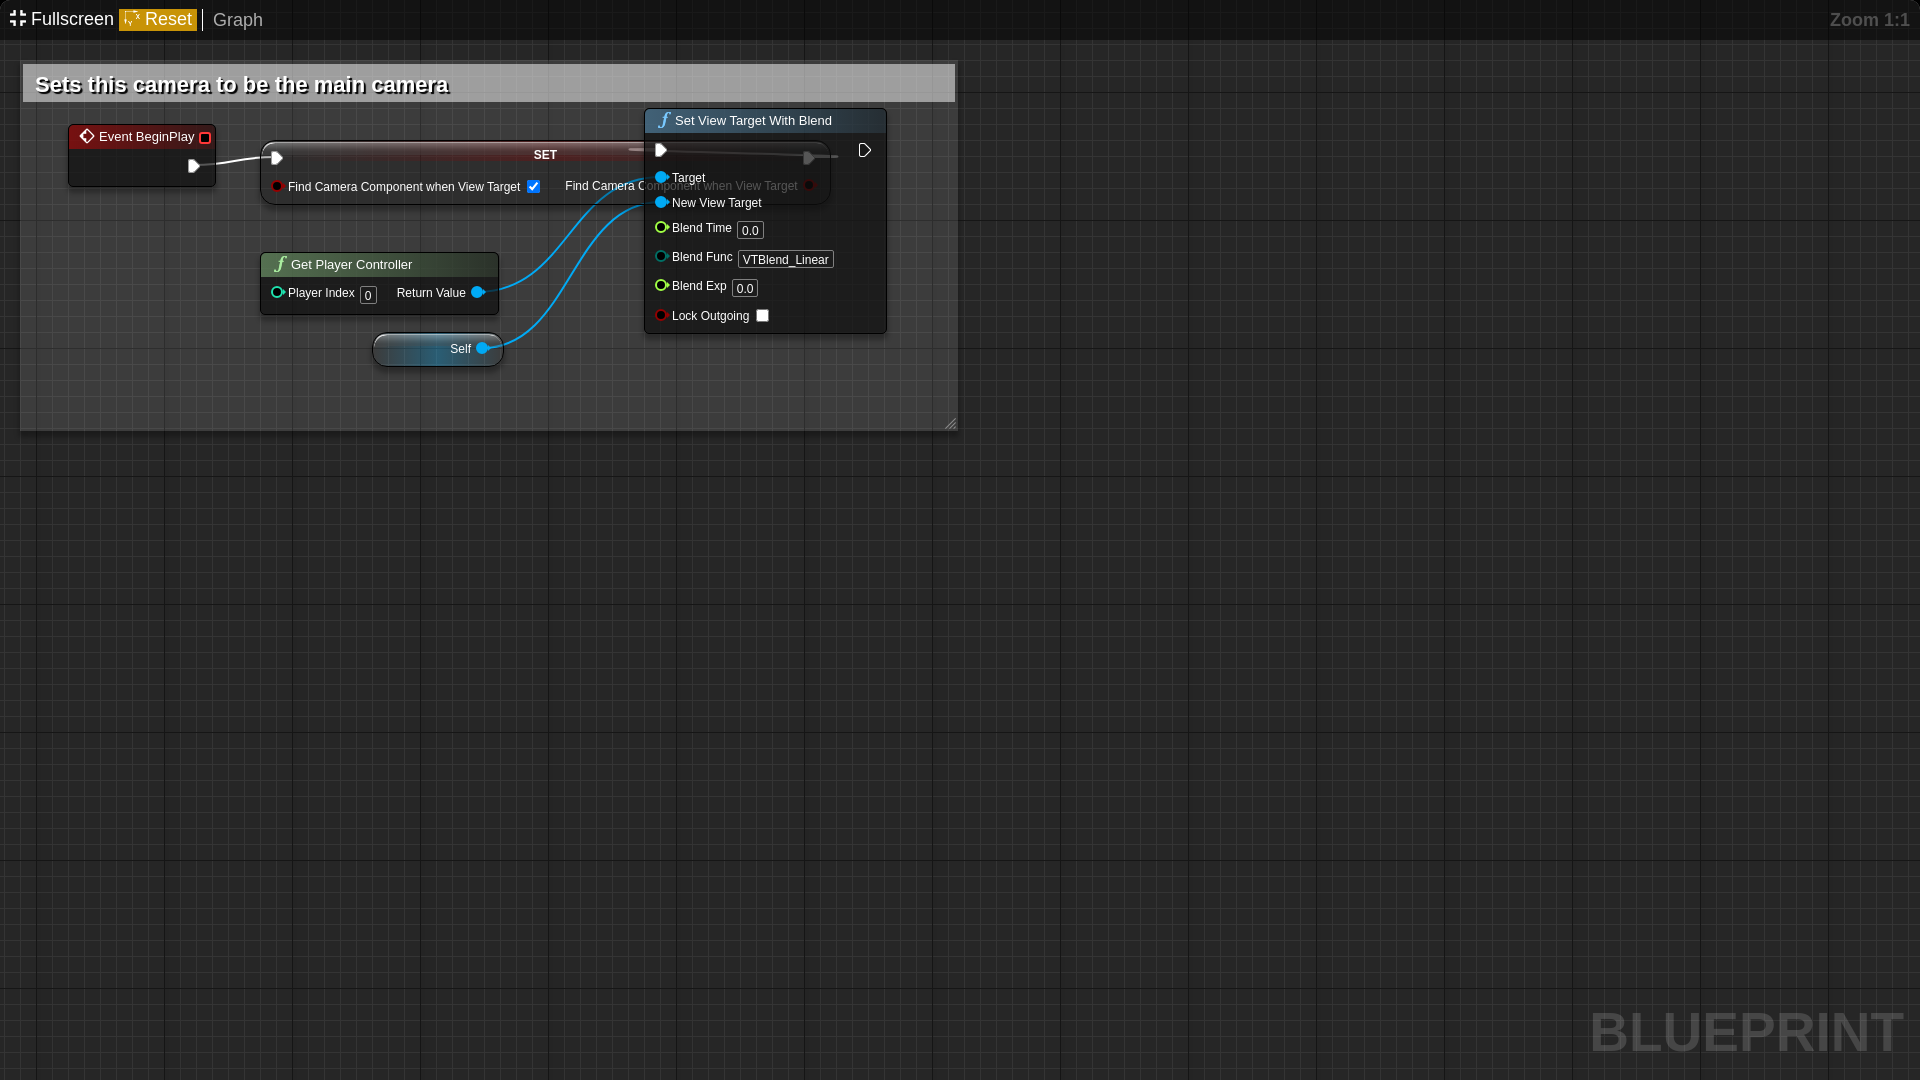 Fullscreen Reset Graph Zoom 1:1
Sets this camera to be the main camera
Event BeginPlay
SET
Find Camera Component when View Target Find Camera Component when View Target
Set View Target With Blend
Target
New View Target
Blend Time 0.0
Blend Func VTBlend_Linear
Blend Exp 0.0
Lock Outgoing
Get Player Controller
Player Index 0 Return Value
Self
BLUEPRINT